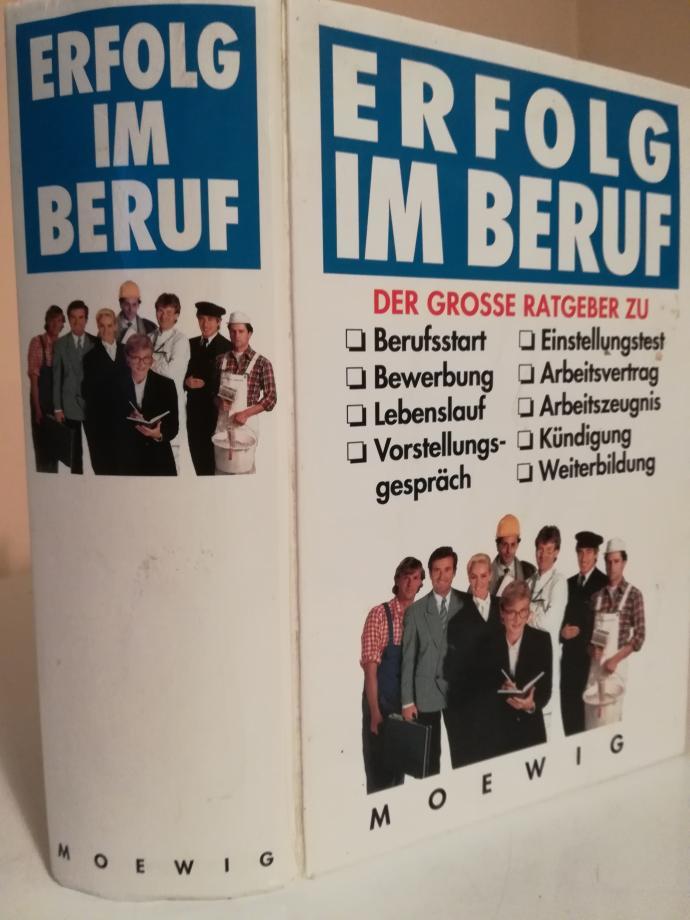 ERFOLG
IM
BERUF
MOEWIG
ERFOLG
IM BERUF
DER GROSSE RATGEBER ZU
Berufsstart
Bewerbung
Lebenslauf
Vorstellungs-
gespräch
Einstellungstest
Arbeitsvertrag
Arbeitszeugnis
Kündigung
Weiterbildung
MOEWIG